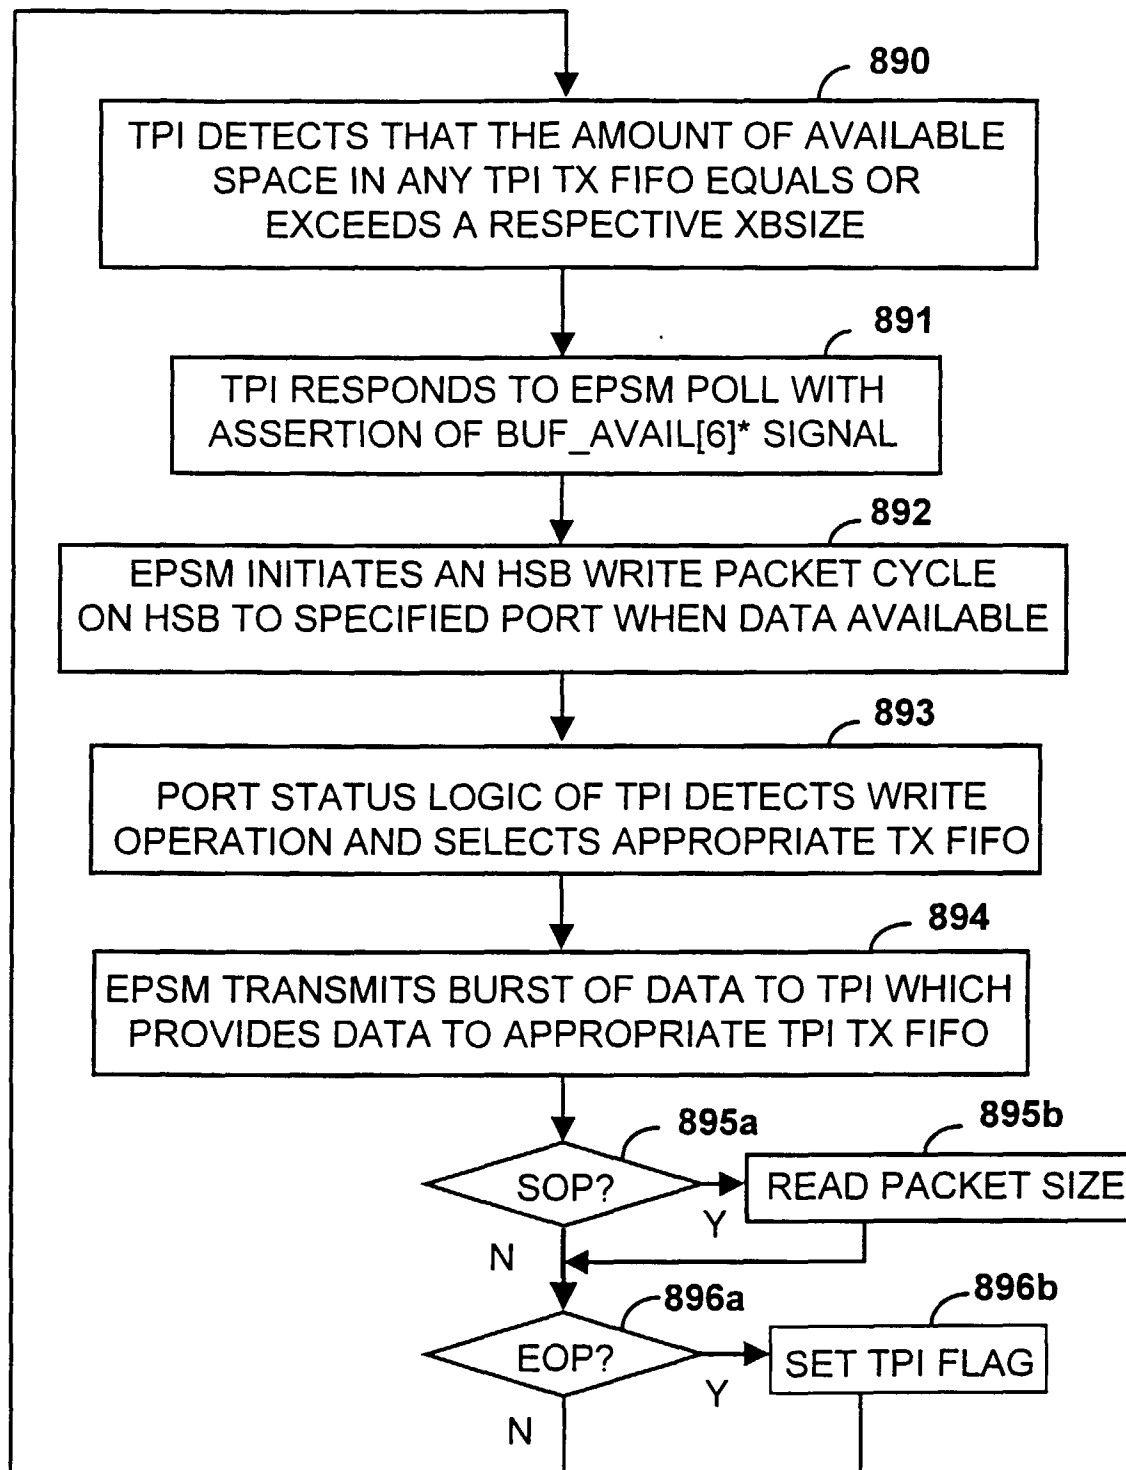 890
TPI DETECTS THAT THE AMOUNT OF AVAILABLE
SPACE IN ANY TPI TX FIFO EQUALS OR
EXCEEDS A RESPECTIVE XBSIZE
891
TPI RESPONDS TO EPSM POLL WITH
ASSERTION OF BUF_AVAIL[6]* SIGNAL
892
EPSM INITIATES AN HSB WRITE PACKET CYCLE
ON HSB TO SPECIFIED PORT WHEN DATA AVAILABLE
893
PORT STATUS LOGIC OF TPI DETECTS WRITE
OPERATION AND SELECTS APPROPRIATE TX FIFO
894
EPSM TRANSMITS BURST OF DATA TO TPI WHICH
PROVIDES DATA TO APPROPRIATE TPI TX FIFO
895a
895b
SOP?
READ PACKET SIZE
Y
N
896a
896b
EOP?
SET TPI FLAG
Y
N